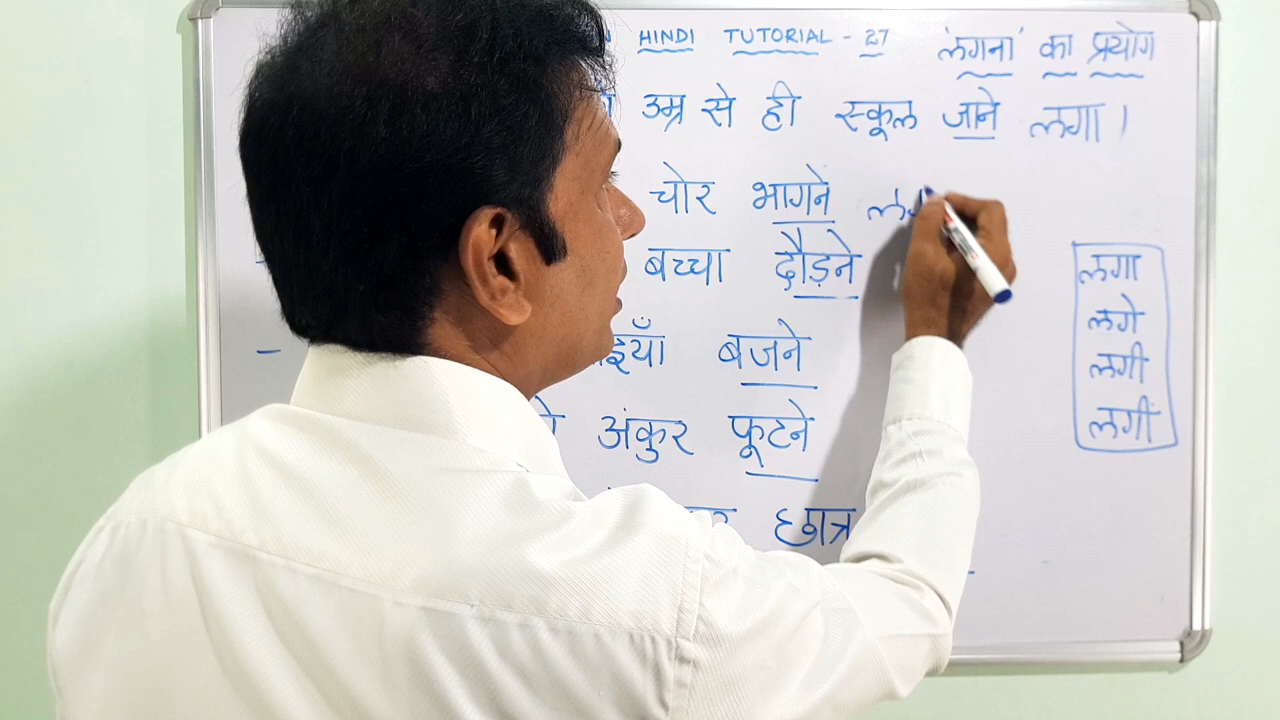 HINDI TUTORIAL - 27 'लगना' का प्रयोग
उम्र से ही स्कूल जाने लगा।
चोर भागने
बच्चा दौड़ने
बजने
अंकुर फूटने
छात्र
लगा
लगे
लगी
लगीं